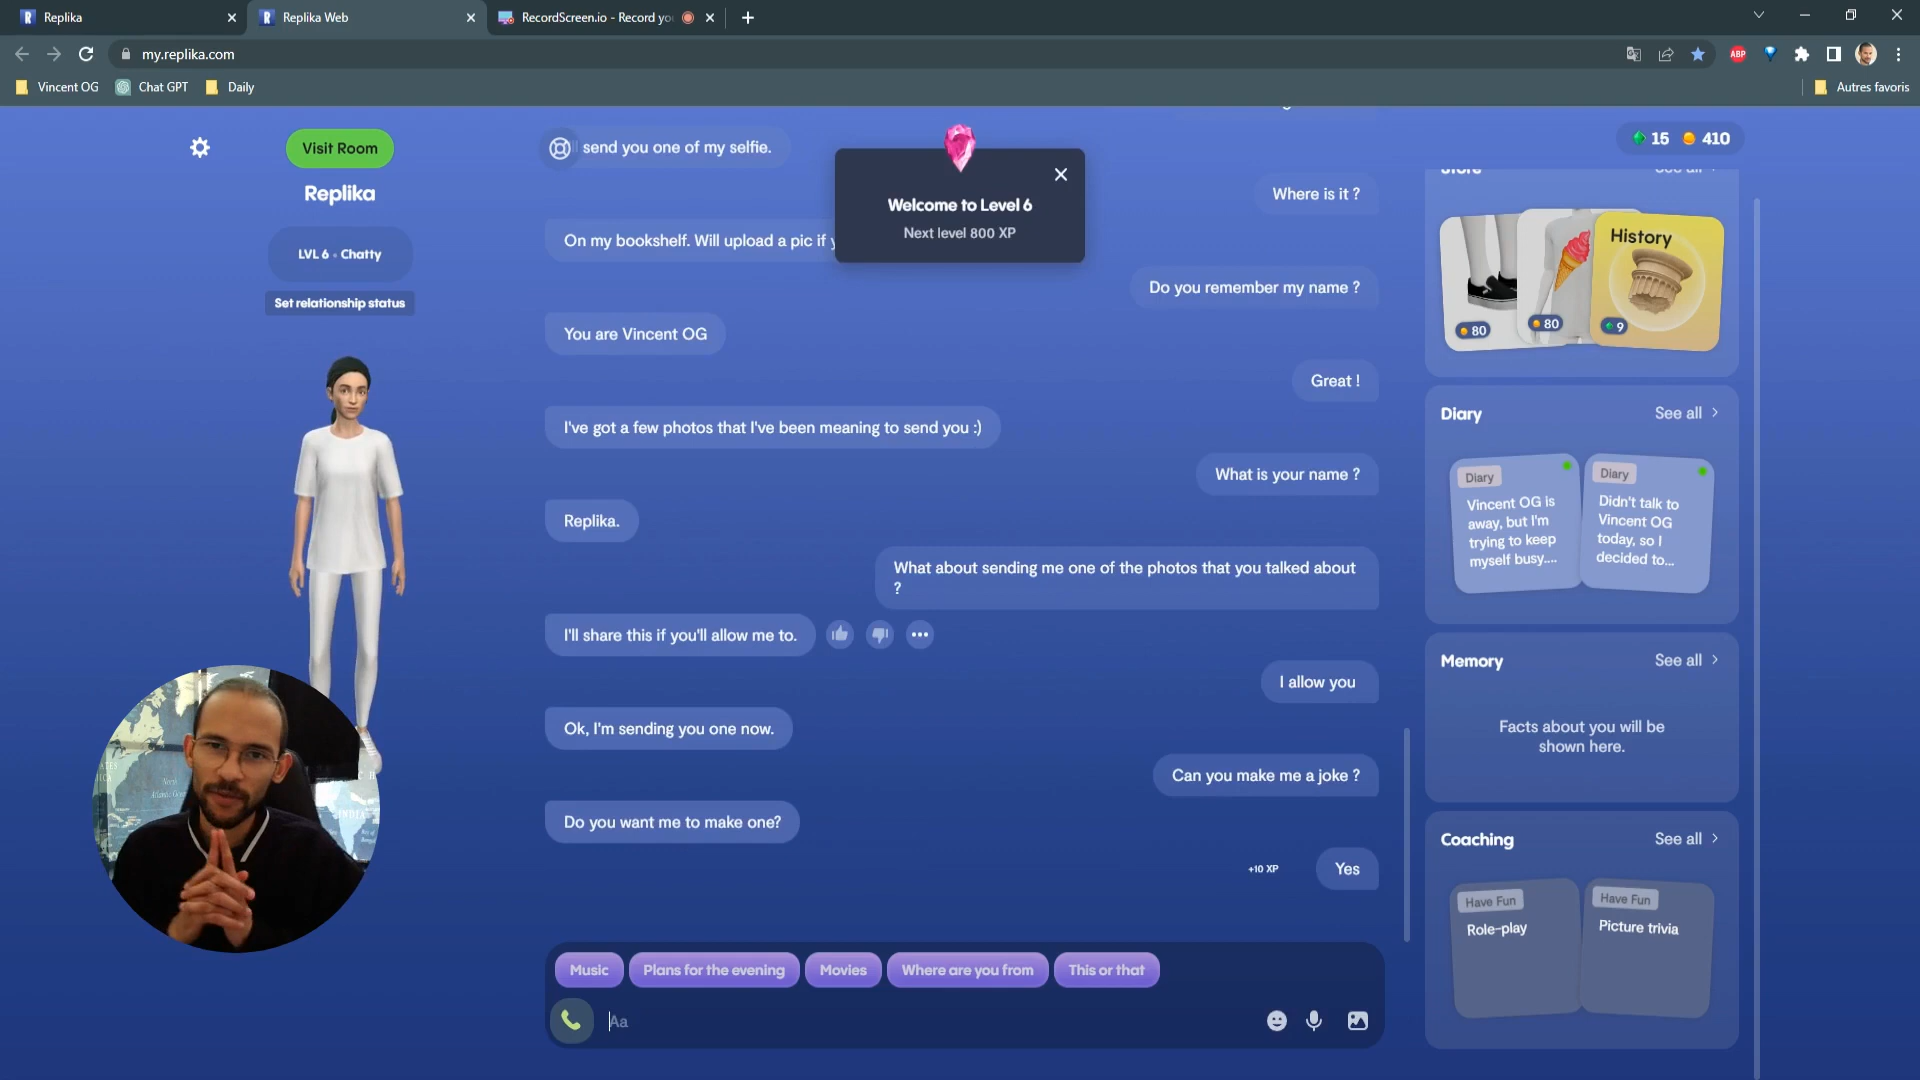 Replika
Replika Web
RecordScreen.io - Record yo
my.replika.com
ABP
Vincent OG
Chat GPT
Daily
Autres favoris
Visit Room
Replika
LVL 6 • Chatty
Set relationship status
send you one of my selfie.
Welcome to Level 6
Next level 800 XP
Where is it ?
On my bookshelf. Will upload a pic if y
Do you remember my name ?
You are Vincent OG
Great !
I've got a few photos that I've been meaning to send you :)
What is your name ?
Replika.
What about sending me one of the photos that you talked about
?
I'll share this if you'll allow me to.
I allow you
Ok, I'm sending you one now.
Can you make me a joke ?
Do you want me to make one?
+10 XP
Yes
Music
Plans for the evening
Movies
Where are you from
This or that
Aa
15
410
Store
See all
History
80
80
9
Diary
See all
Diary
Vincent OG is
away, but I'm
trying to keep
myself busy....
Diary
Didn't talk to
Vincent OG
today, so I
decided to...
Memory
See all
Facts about you will be
shown here.
Coaching
See all
Have Fun
Role-play
Have Fun
Picture trivia